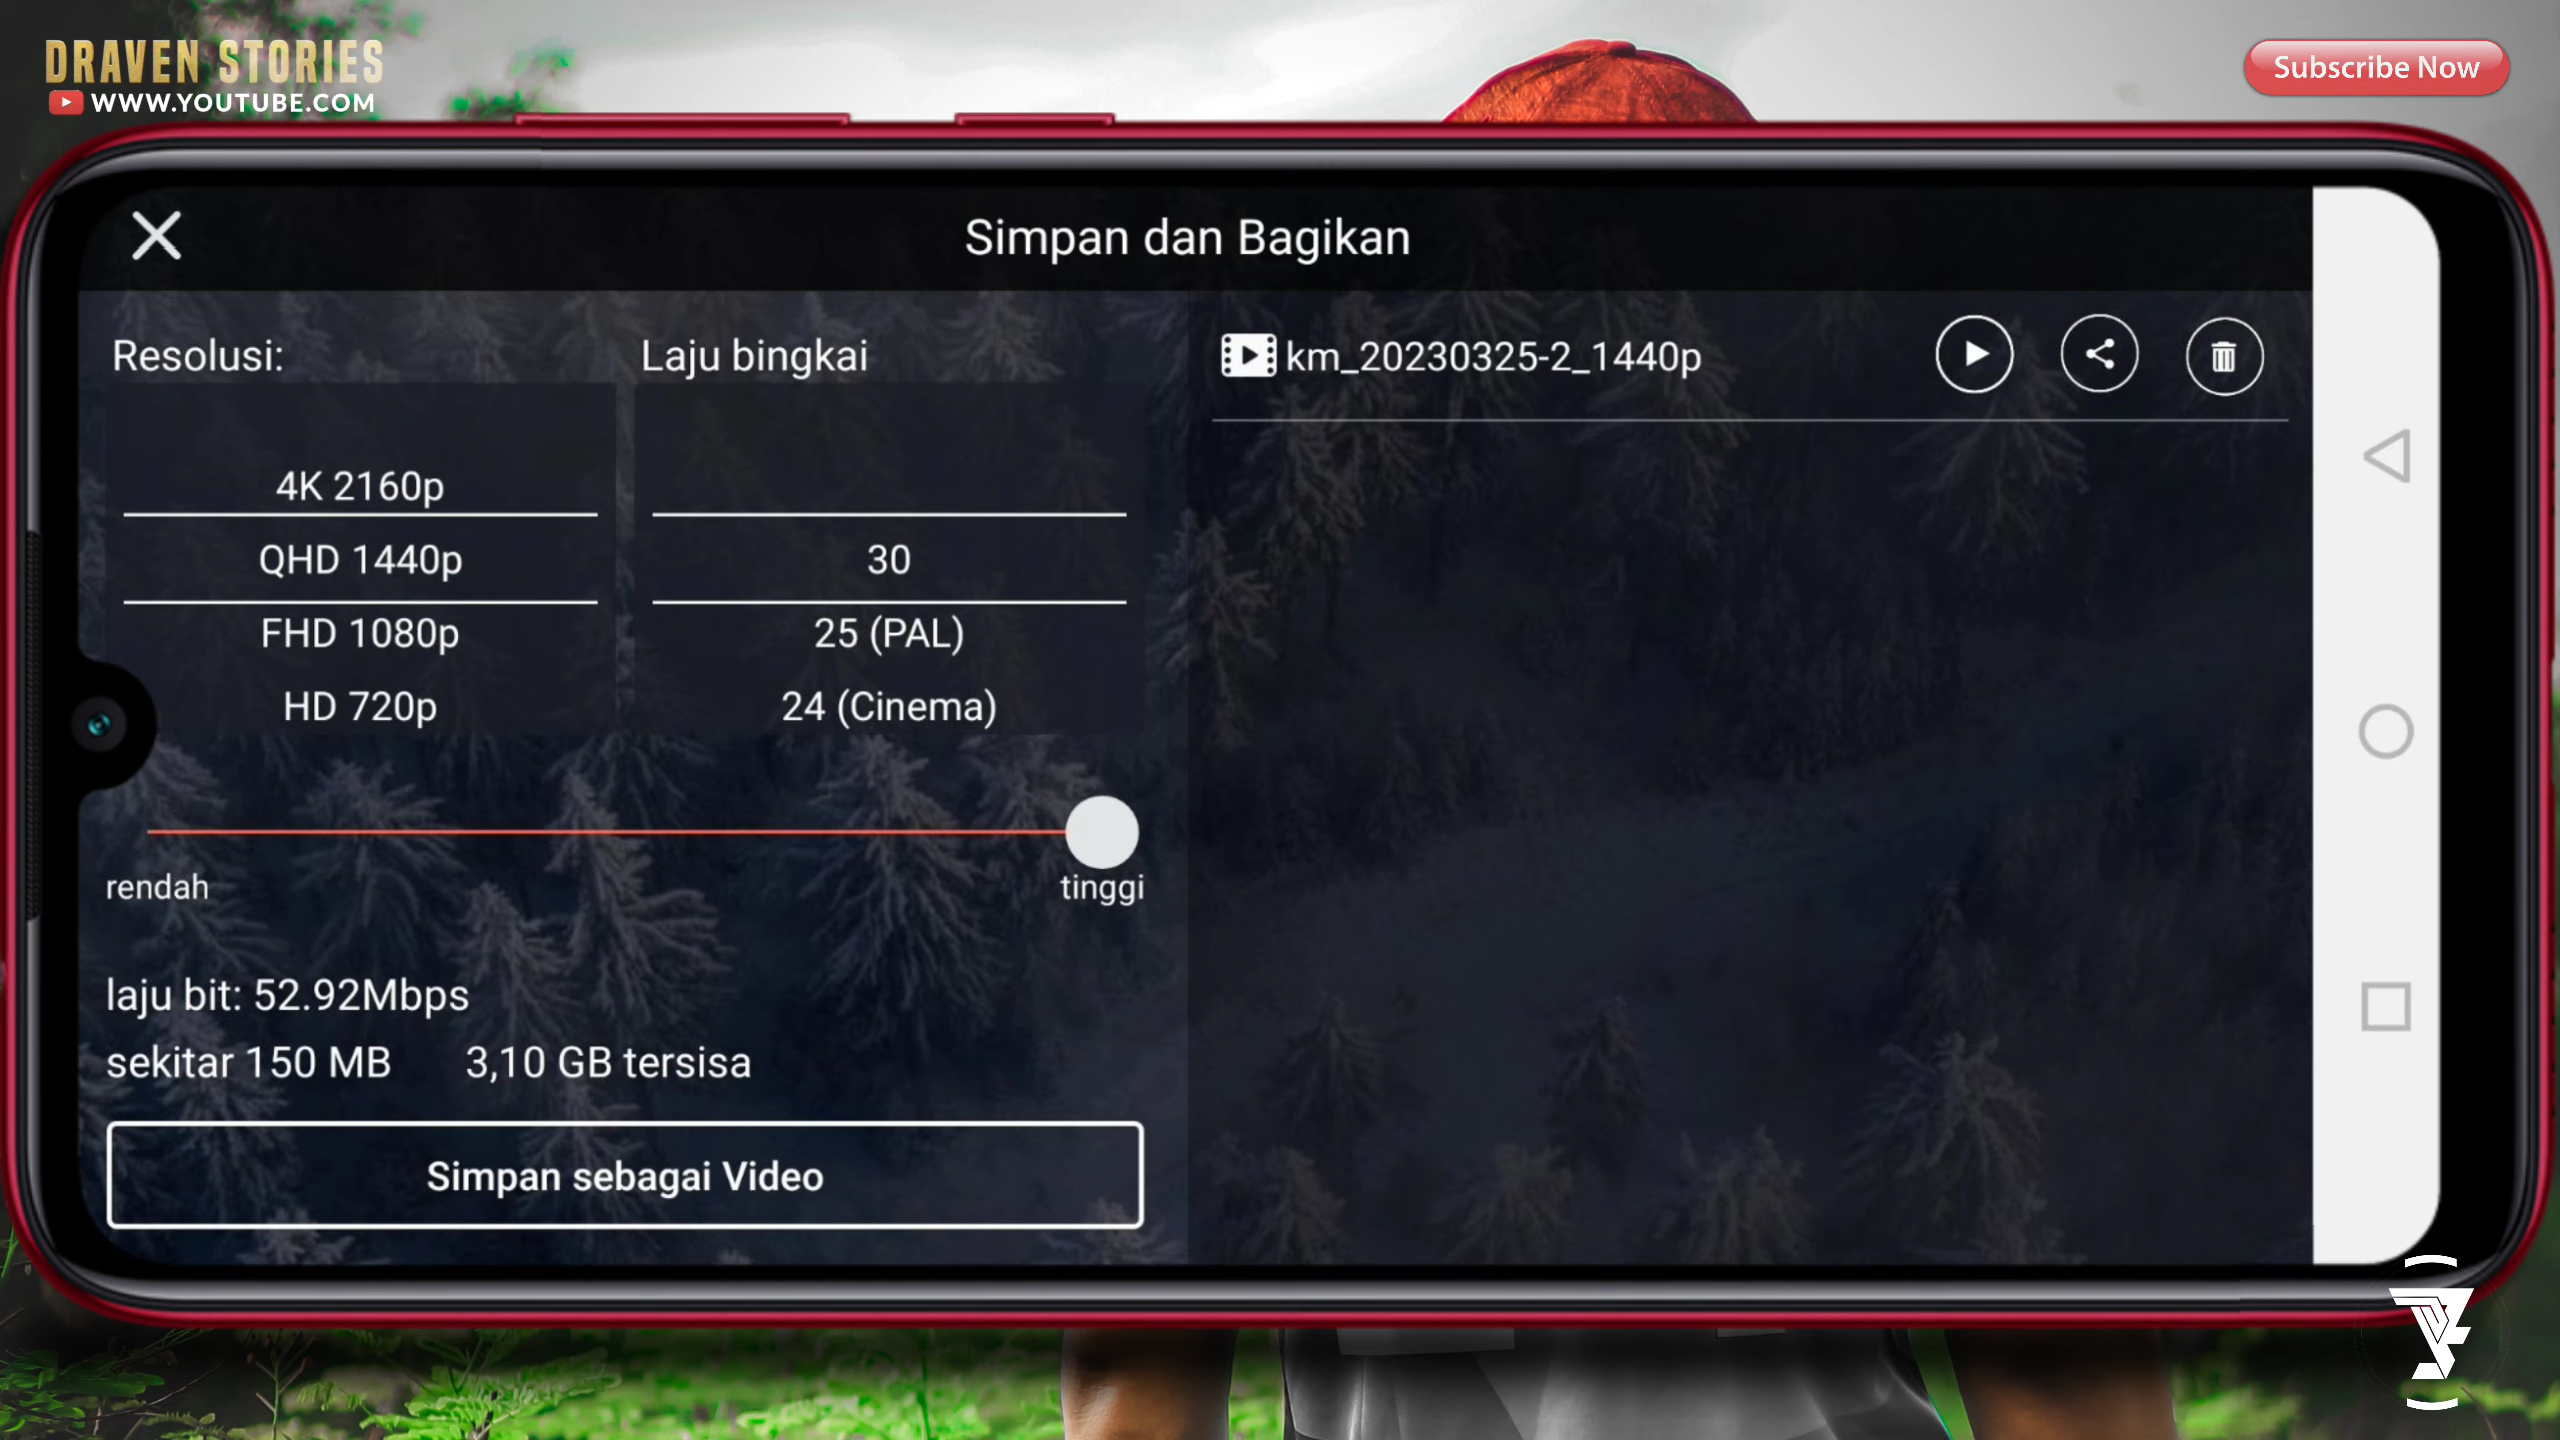 DRAVEN STORIES
WWW.YOUTUBE.COM
Subscribe Now
Simpan dan Bagikan
Resolusi:
Laju bingkai
4K 2160p
QHD 1440p
30
FHD 1080p
25 (PAL)
HD 720p
24 (Cinema)
rendah
tinggi
laju bit: 52.92Mbps
sekitar 150 MB
3,10 GB tersisa
Simpan sebagai Video
km_20230325-2_1440p